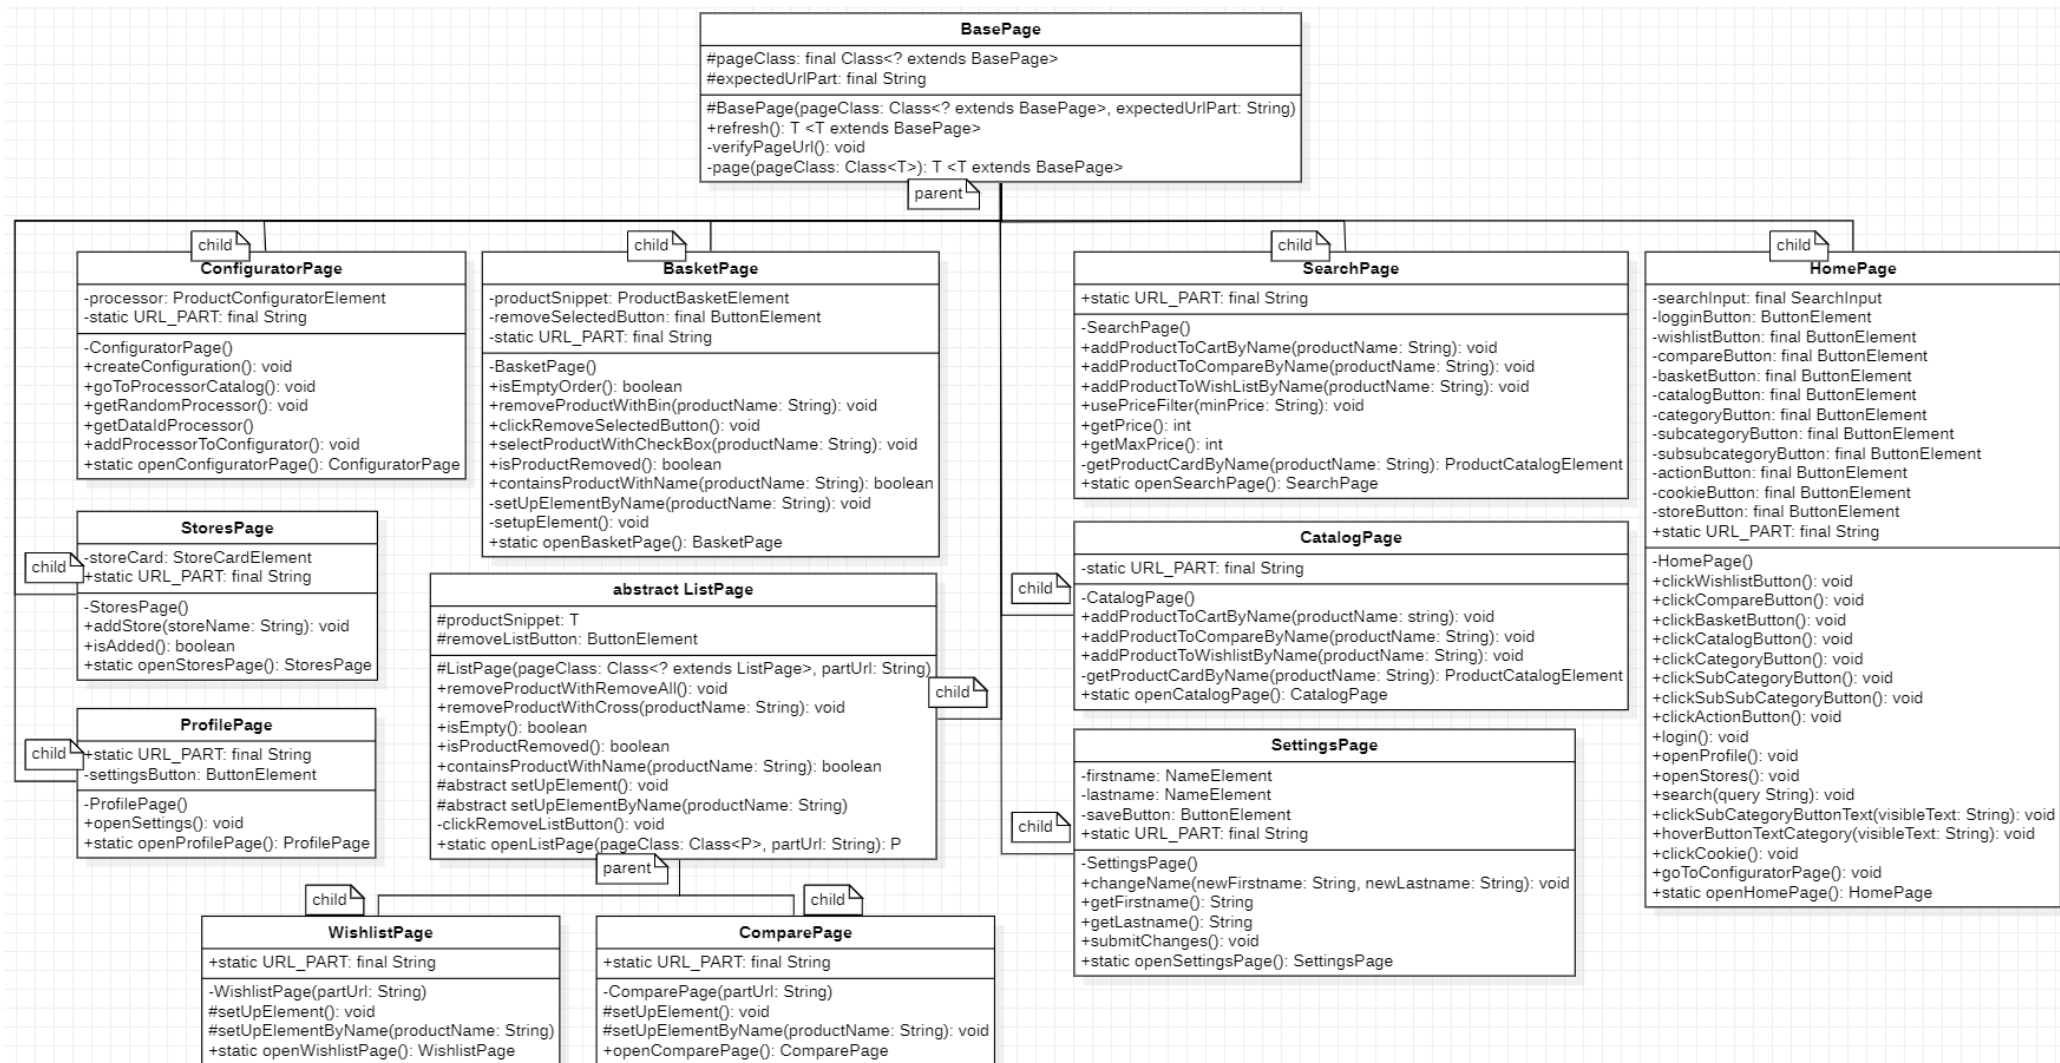 BasePage
#pageClass: final Class<? extends BasePage>
#expectedUrlPart: final String
#BasePage(pageClass: Class<? extends BasePage>, expectedUrlPart: String)
+refresh(): T <T extends BasePage>
-verifyPageUrl(): void
-page(pageClass: Class<T>): T <T extends BasePage>
parent
child
ConfiguratorPage
-processor: ProductConfiguratorElement
-static URL_PART: final String
-ConfiguratorPage()
+createConfiguration(): void
+goToProcessorCatalog(): void
+getRandomProcessor(): void
+getDataIdProcessor()
+addProcessorToConfigurator(): void
+static openConfiguratorPage(): ConfiguratorPage
child
BasketPage
-productSnippet: ProductBasketElement
-removeSelectedButton: final ButtonElement
-static URL_PART: final String
-BasketPage()
+isEmptyOrder(): boolean
+removeProductWithBin(productName: String): void
+clickRemoveSelectedButton(): void
+selectProductWithCheckBox(productName: String): void
+isProductRemoved(): boolean
+containsProductWithName(productName: String): boolean
-setUpElementByName(productName: String): void
-setupElement(): void
+static openBasketPage(): BasketPage
child
SearchPage
+static URL_PART: final String
-SearchPage()
+addProductToCartByName(productName: String): void
+addProductToCompareByName(productName: String): void
+addProductToWishListByName(productName: String): void
+usePriceFilter(minPrice: String): void
+getPrice(): int
+getMaxPrice(): int
-getProductCardByName(productName: String): ProductCatalogElement
+static openSearchPage(): SearchPage
child
HomePage
-searchInput: final SearchInput
-logginButton: ButtonElement
-wishlistButton: final ButtonElement
-compareButton: final ButtonElement
-basketButton: final ButtonElement
-catalogButton: final ButtonElement
-categoryButton: final ButtonElement
-subcategoryButton: final ButtonElement
-subsubcategoryButton: final ButtonElement
-actionButton: final ButtonElement
-cookieButton: final ButtonElement
-storeButton: final ButtonElement
+static URL_PART: final String
-HomePage()
+clickWishlistButton(): void
+clickCompareButton(): void
+clickBasketButton(): void
+clickCatalogButton(): void
+clickCategoryButton(): void
+clickSubCategoryButton(): void
+clickSubSubCategoryButton(): void
+clickActionButton(): void
+login(): void
+openProfile(): void
+openStores(): void
+search(query String): void
+clickSubCategoryButtonText(visibleText: String): void
+hoverButtonTextCategory(visibleText: String): void
+clickCookie(): void
+goToConfiguratorPage(): void
+static openHomePage(): HomePage
child
StoresPage
-storeCard: StoreCardElement
+static URL_PART: final String
-StoresPage()
+addStore(storeName: String): void
+isAdded(): boolean
+static openStoresPage(): StoresPage
child
ProfilePage
+static URL_PART: final String
-settingsButton: ButtonElement
-ProfilePage()
+openSettings(): void
+static openProfilePage(): ProfilePage
abstract ListPage
#productSnippet: T
#removeListButton: ButtonElement
#ListPage(pageClass: Class<? extends ListPage>, partUrl: String)
+removeProductWithRemoveAll(): void
+removeProductWithCross(productName: String): void
+isEmpty(): boolean
+isProductRemoved(): boolean
+containsProductWithName(productName: String): boolean
#abstract setUpElement(): void
#abstract setUpElementByName(productName: String)
-clickRemoveListButton(): void
+static openListPage(pageClass: Class<P>, partUrl: String): P
child
parent
child
CatalogPage
-static URL_PART: final String
-CatalogPage()
+addProductToCartByName(productName: string): void
+addProductToCompareByName(productName: String): void
+addProductToWishlistByName(productName: String): void
-getProductCardByName(productName: String): ProductCatalogElement
+static openCatalogPage(): CatalogPage
child
SettingsPage
-firstname: NameElement
-lastname: NameElement
-saveButton: ButtonElement
+static URL_PART: final String
-SettingsPage()
+changeName(newFirstname: String, newLastname: String): void
+getFirstname(): String
+getLastname(): String
+submitChanges(): void
+static openSettingsPage(): SettingsPage
child
WishlistPage
+static URL_PART: final String
-WishlistPage(partUrl: String)
#setUpElement(): void
#setUpElementByName(productName: String)
+static openWishlistPage(): WishlistPage
child
ComparePage
+static URL_PART: final String
-ComparePage(partUrl: String)
#setUpElement(): void
#setUpElementByName(productName: String): void
+openComparePage(): ComparePage